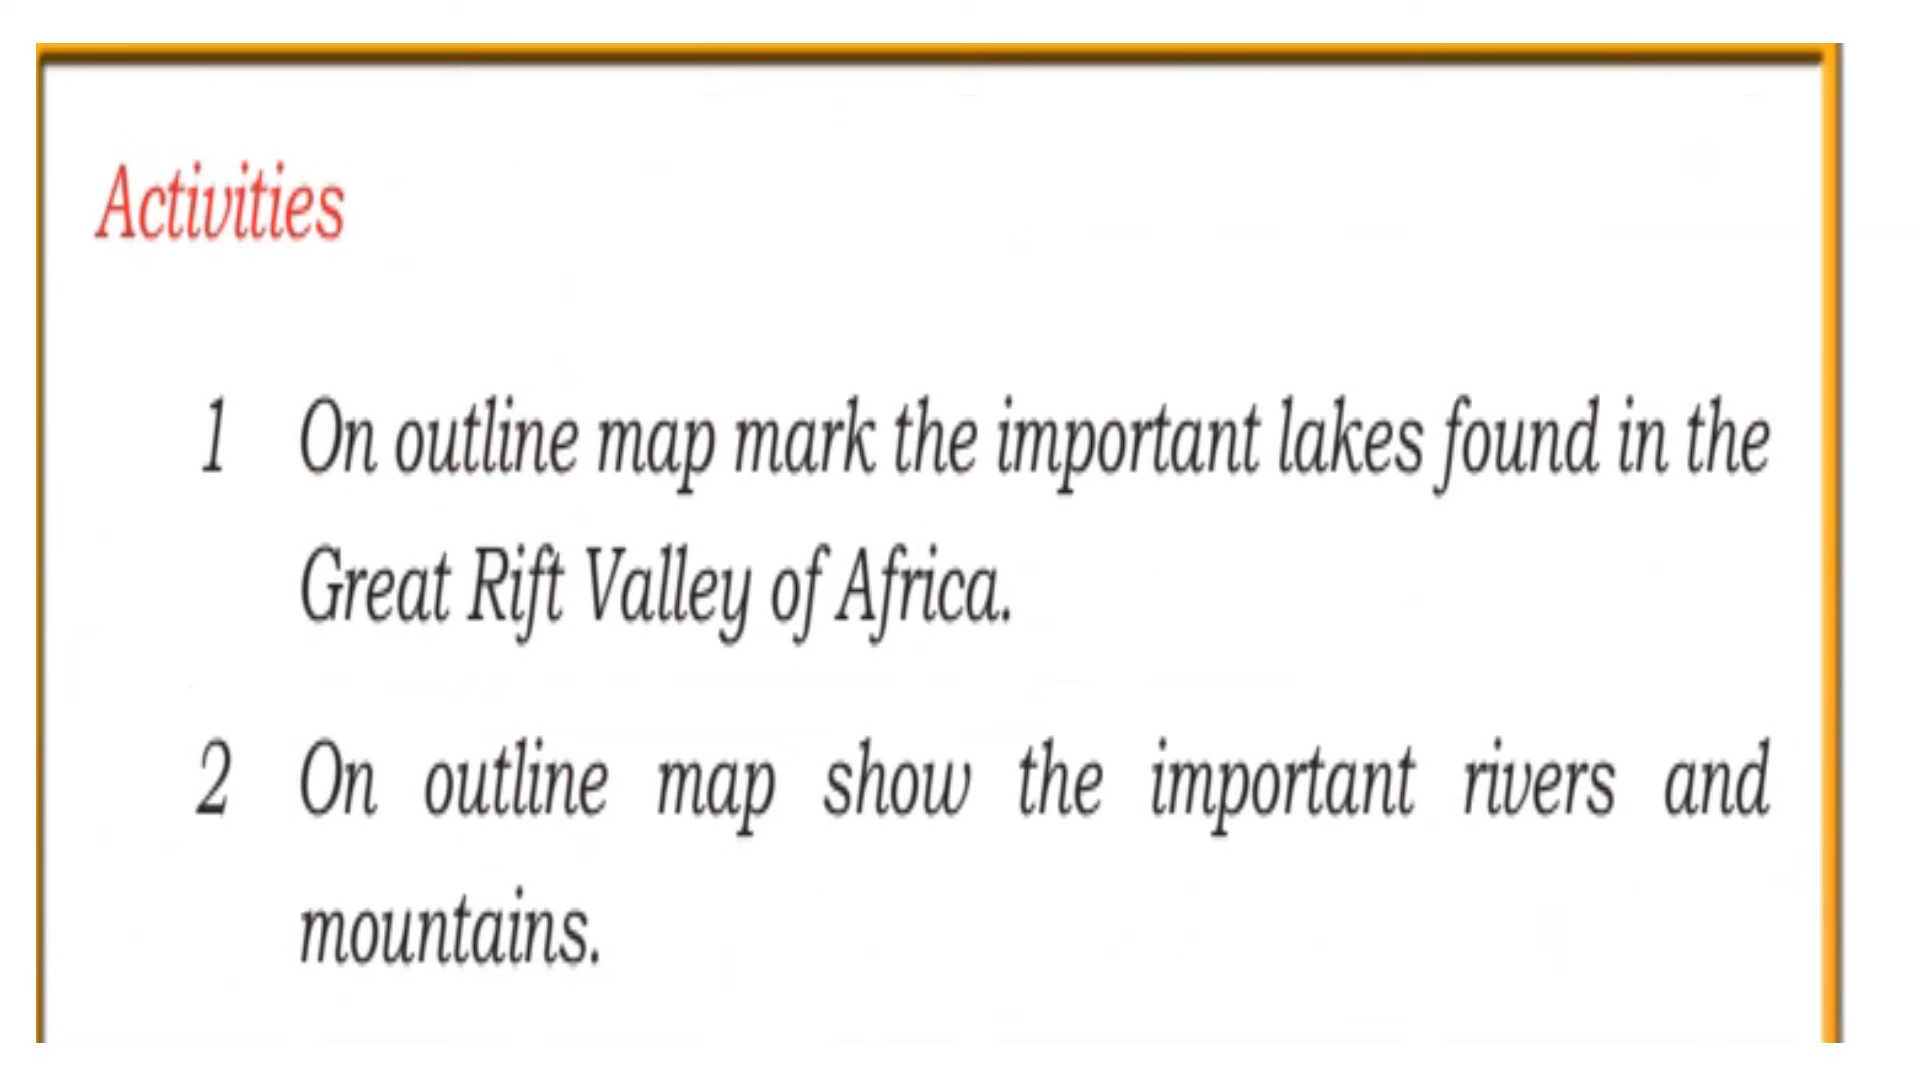 Activities
1 On outline map mark the important lakes found in the
Great Rift Valley of Africa.
2 On outline map show the important rivers and
mountains.